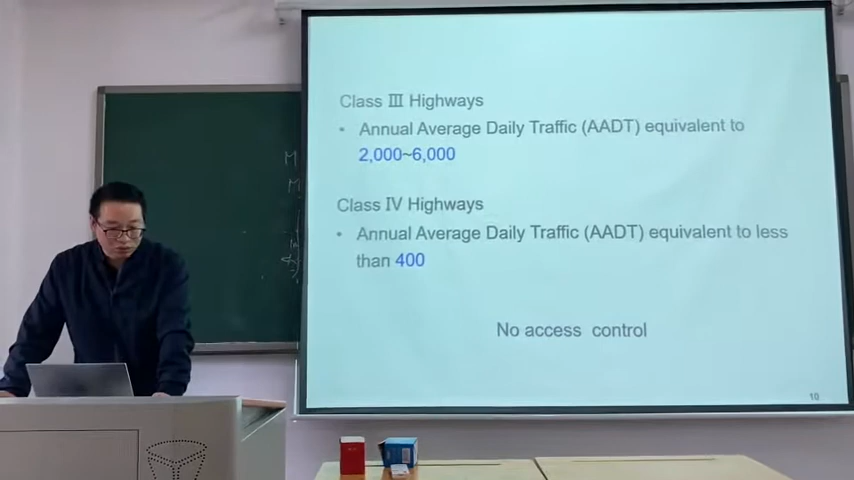 Class Ⅲ Highways
• Annual Average Daily Traffic (AADT) equivalent to
2,000~6,000
Class Ⅳ Highways
• Annual Average Daily Traffic (AADT) equivalent to less
than 400
No access control
10